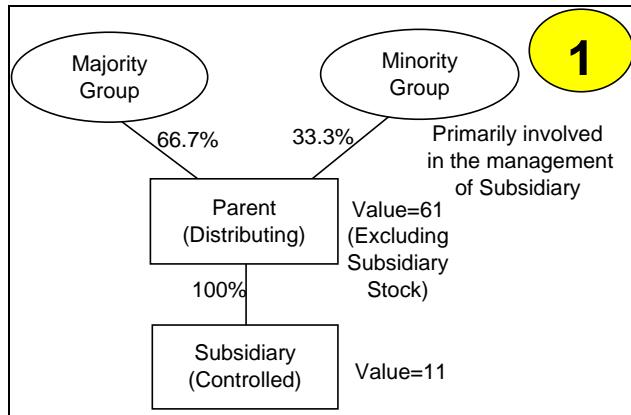 Majority
Group
Minority
Group
1
66.7%
33.3%
Primarily involved
in the management
of Subsidiary
Parent
(Distributing)
Value=61
(Excluding
Subsidiary
Stock)
100%
Subsidiary
(Controlled)
Value=11